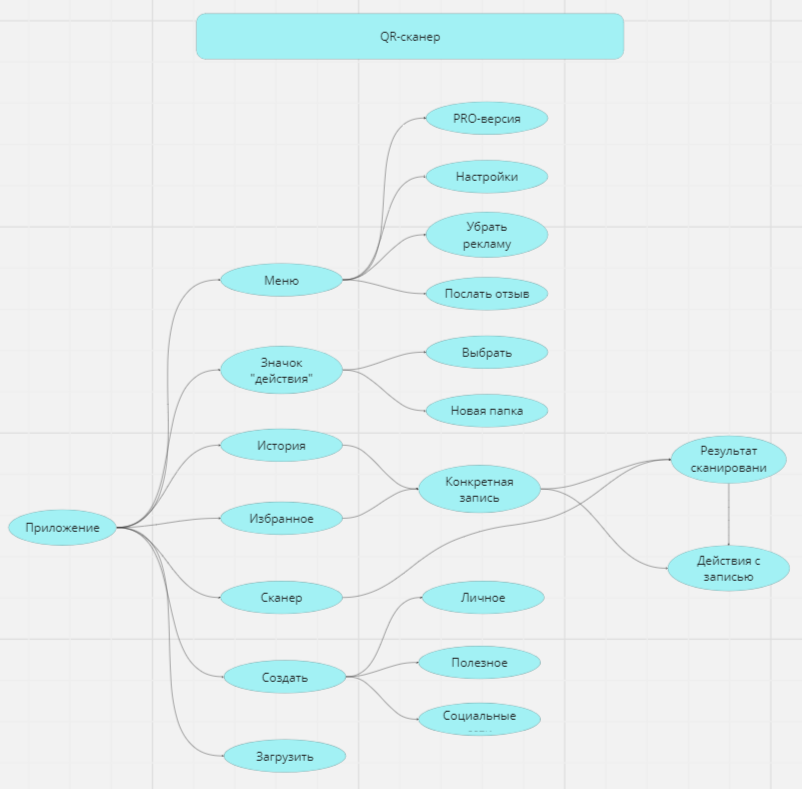 QR-сканер
PRO-версия
Настройки
Убрать
рекламу
Меню
Послать отзыв
Значок
"действия"
Выбрать
Новая папка
История
Результат
сканировани
Конкретная
запись
Избранное
Приложение
Действия с
записью
Сканер
Личное
Создать
Полезное
Социальные
Загрузить